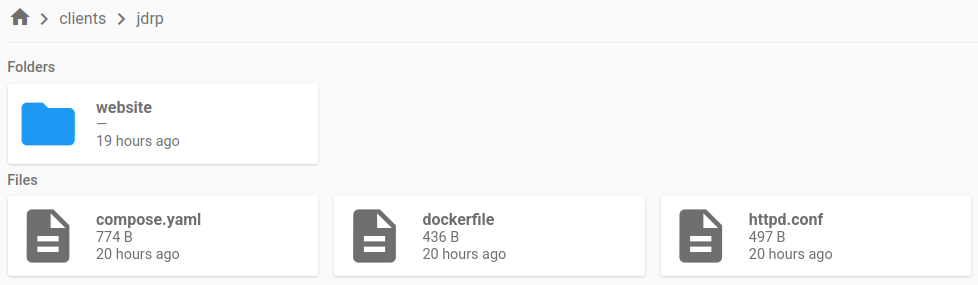 clients jdrp
Folders
website
—
19 hours ago
Files
compose.yaml
774 B
20 hours ago
dockerfile
436 B
20 hours ago
httpd.conf
497 B
20 hours ago